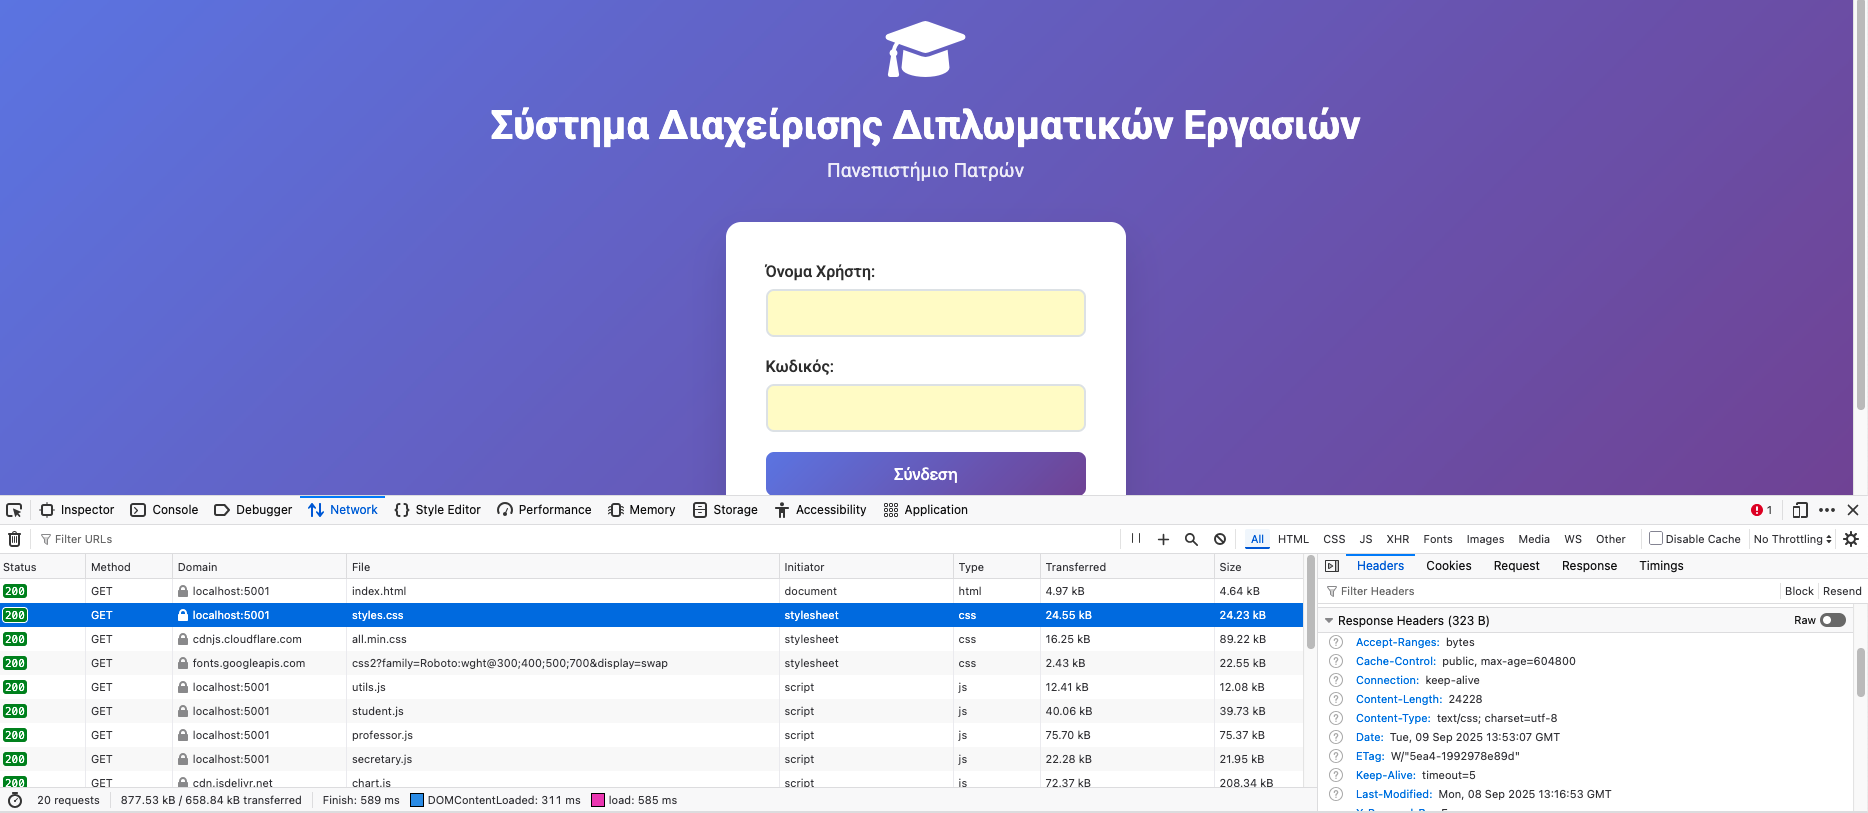 Σύστημα Διαχείρισης Διπλωματικών Εργασιών
Πανεπιστήμιο Πατρών
Όνομα Χρήστη:
Κωδικός:
Σύνδεση
Inspector Console Debugger Network Style Editor Performance Memory Storage Accessibility Application 1
Filter URLs All HTML CSS JS XHR Fonts Images Media WS Other Disable Cache No Throttling
Status Method Domain File Initiator Type Transferred Size
200 GET localhost:5001 index.html document html 4.97 kB 4.64 kB
200 GET localhost:5001 styles.css stylesheet css 24.55 kB 24.23 kB
200 GET cdnjs.cloudflare.com all.min.css stylesheet css 16.25 kB 89.22 kB
200 GET fonts.googleapis.com css2?family=Roboto:wght@300;400;500;700&display=swap stylesheet css 2.43 kB 22.55 kB
200 GET localhost:5001 utils.js script js 12.41 kB 12.08 kB
200 GET localhost:5001 student.js script js 40.06 kB 39.73 kB
200 GET localhost:5001 professor.js script js 75.70 kB 75.37 kB
200 GET localhost:5001 secretary.js script js 22.28 kB 21.95 kB
200 GET cdn.jsdelivr.net chart.js script js 72.37 kB 208.34 kB
20 requests 877.53 kB / 658.84 kB transferred Finish: 589 ms DOMContentLoaded: 311 ms load: 585 ms
Headers Cookies Request Response Timings
Filter Headers Block Resend
Response Headers (323 B) Raw
Accept-Ranges: bytes
Cache-Control: public, max-age=604800
Connection: keep-alive
Content-Length: 24228
Content-Type: text/css; charset=utf-8
Date: Tue, 09 Sep 2025 13:53:07 GMT
ETag: W/"5ea4-1992978e89d"
Keep-Alive: timeout=5
Last-Modified: Mon, 08 Sep 2025 13:16:53 GMT